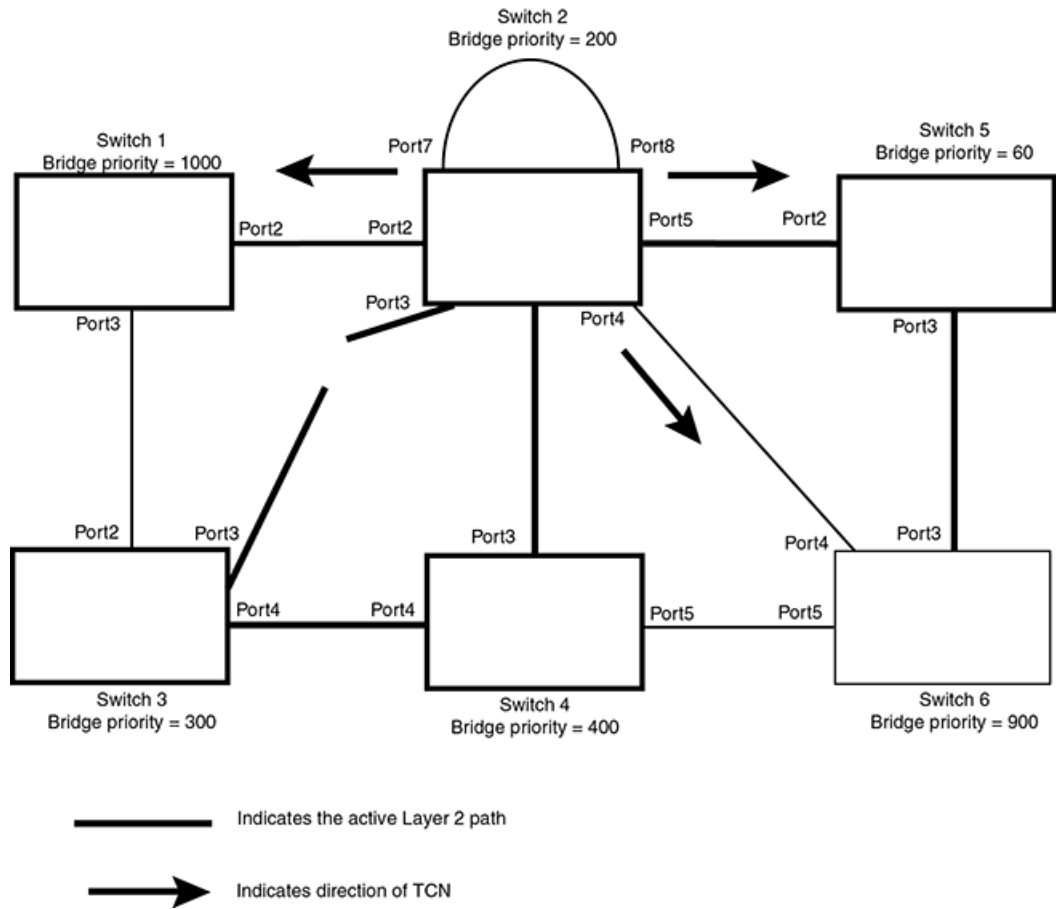 Switch 2
Bridge priority = 200
Switch 1
Bridge priority = 1000
Port7
Port8
Switch 5
Bridge priority = 60
Port2
Port2
Port5
Port2
Port3
Port3
Port4
Port3
Port2
Port3
Port3
Port4
Port3
Port4
Port4
Port5
Port5
Switch 3
Bridge priority = 300
Switch 4
Bridge priority = 400
Switch 6
Bridge priority = 900
Indicates the active Layer 2 path
Indicates direction of TCN